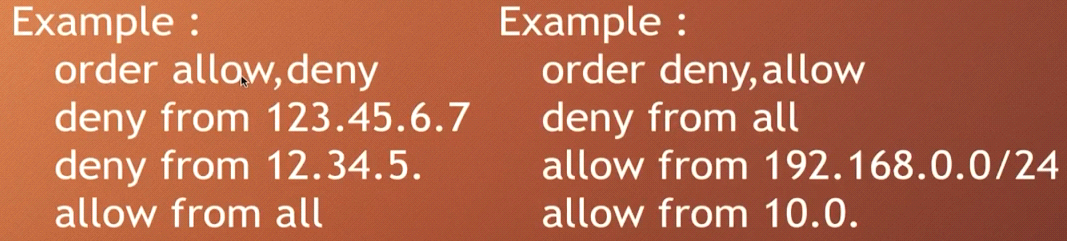 Example :
order allow,deny
deny from 123.45.6.7
deny from 12.34.5.
allow from all
Example :
order deny,allow
deny from all
allow from 192.168.0.0/24
allow from 10.0.